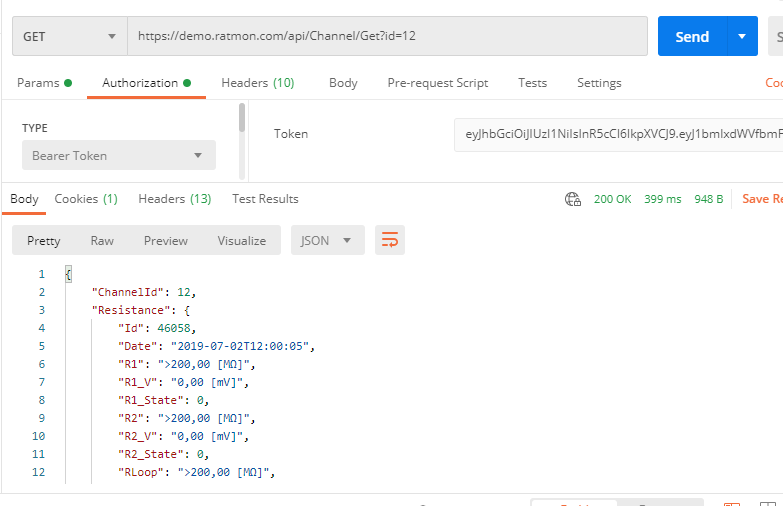 GET https://demo.ratmon.com/api/Channel/Get?id=12 Send
Params Authorization Headers (10) Body Pre-request Script Tests Settings
TYPE
Token
Bearer Token
Body Cookies (1) Headers (13) Test Results 200 OK 399 ms 948 B Save Re
Pretty Raw Preview Visualize JSON
1 {
2 "ChannelId": 12,
3 "Resistance": {
4 "Id": 46058,
5 "Date": "2019-07-02T12:00:05",
6 "R1": ">200,00 [MΩ]",
7 "R1_V": "0,00 [mV]",
8 "R1_State": 0,
9 "R2": ">200,00 [MΩ]",
10 "R2_V": "0,00 [mV]",
11 "R2_State": 0,
12 "RLoop": ">200,00 [MΩ]",